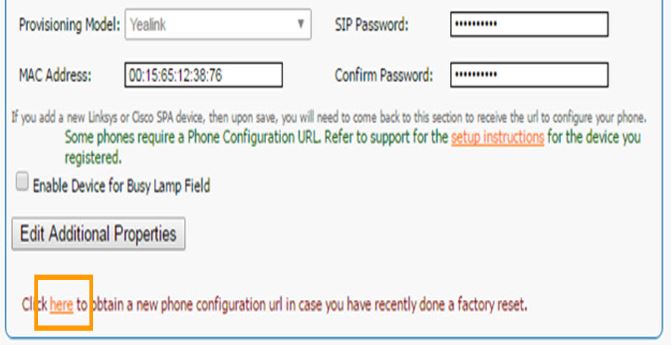 Provisioning Model: Yealink SIP Password: ••••••••••
MAC Address: 00:15:65:12:38:76 Confirm Password: ••••••••••
If you add a new Linksys or Cisco SPA device, then upon save, you will need to come back to this section to receive the url to configure your phone.
Some phones require a Phone Configuration URL. Refer to support for the setup instructions for the device you
registered.
Enable Device for Busy Lamp Field
Edit Additional Properties
Click here to obtain a new phone configuration url in case you have recently done a factory reset.